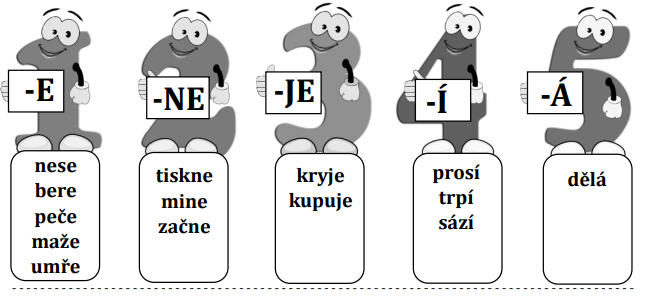 -E
-NE
-JE
-Í
-Á
nese
bere
peče
maže
umře
tiskne
mine
začne
kryje
kupuje
prosí
trpí
sází
dělá